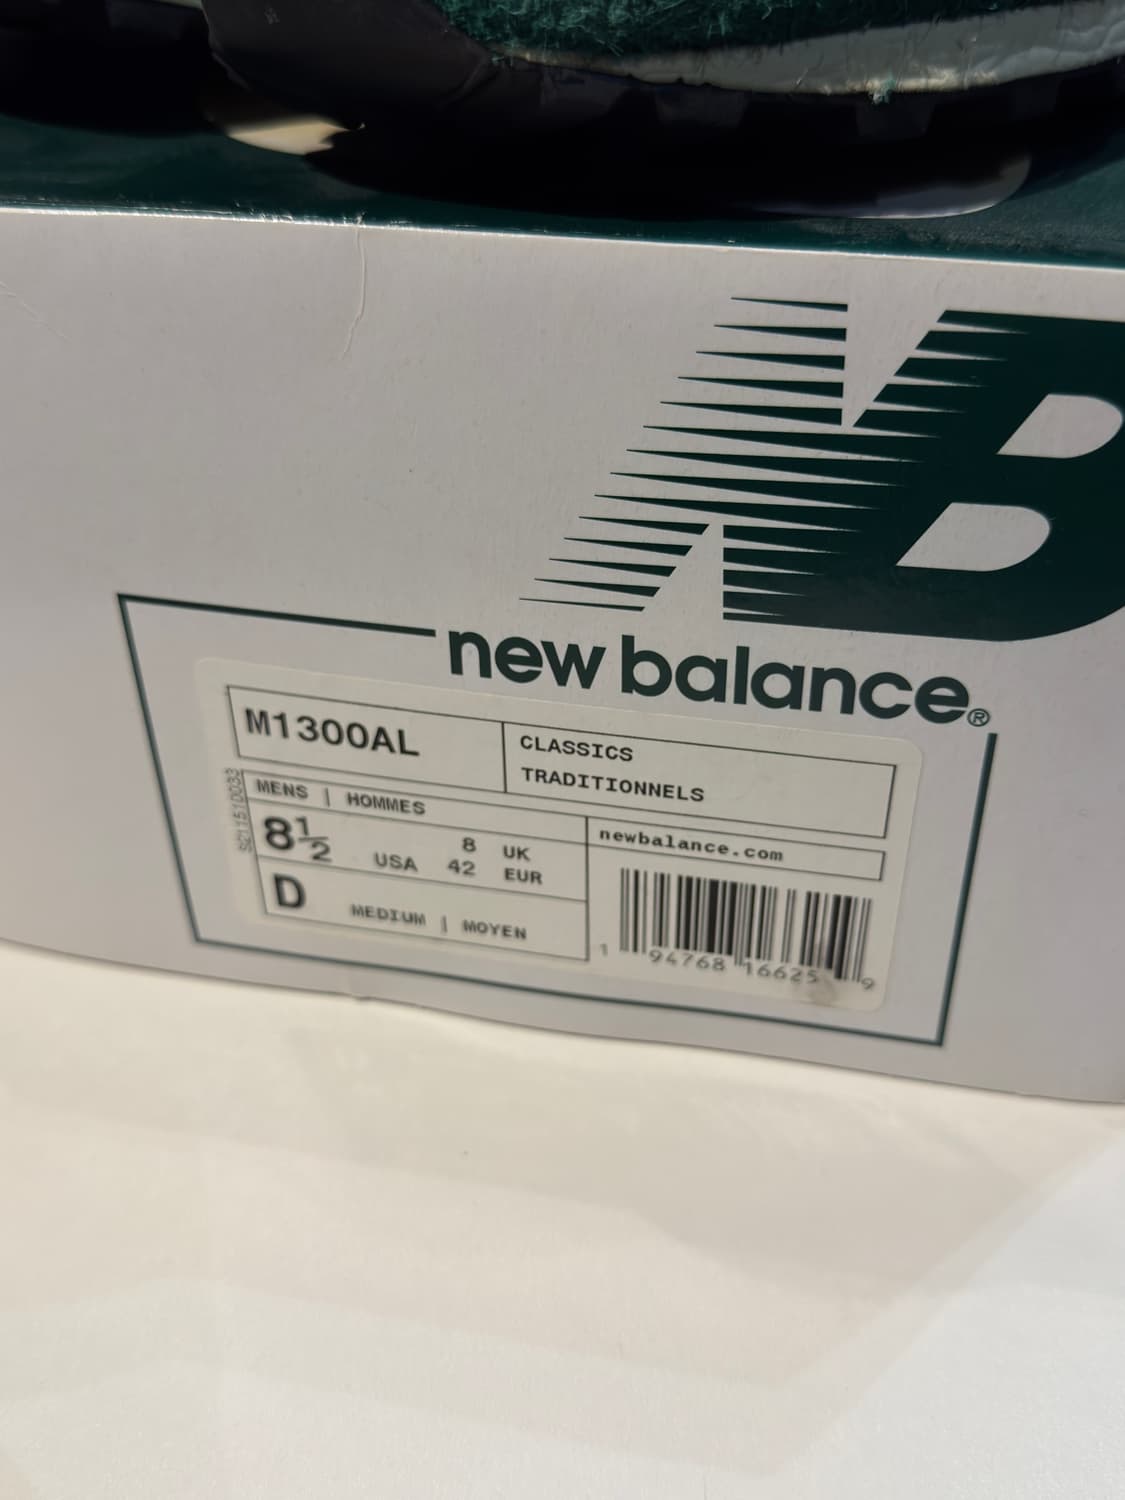 NB
new balance®
M1300AL
CLASSICS
TRADITIONNELS
MENS | HOMMES
8½ USA
8 UK
42 EUR
D MEDIUM | MOYEN
newbalance.com
1 94768 16625 9